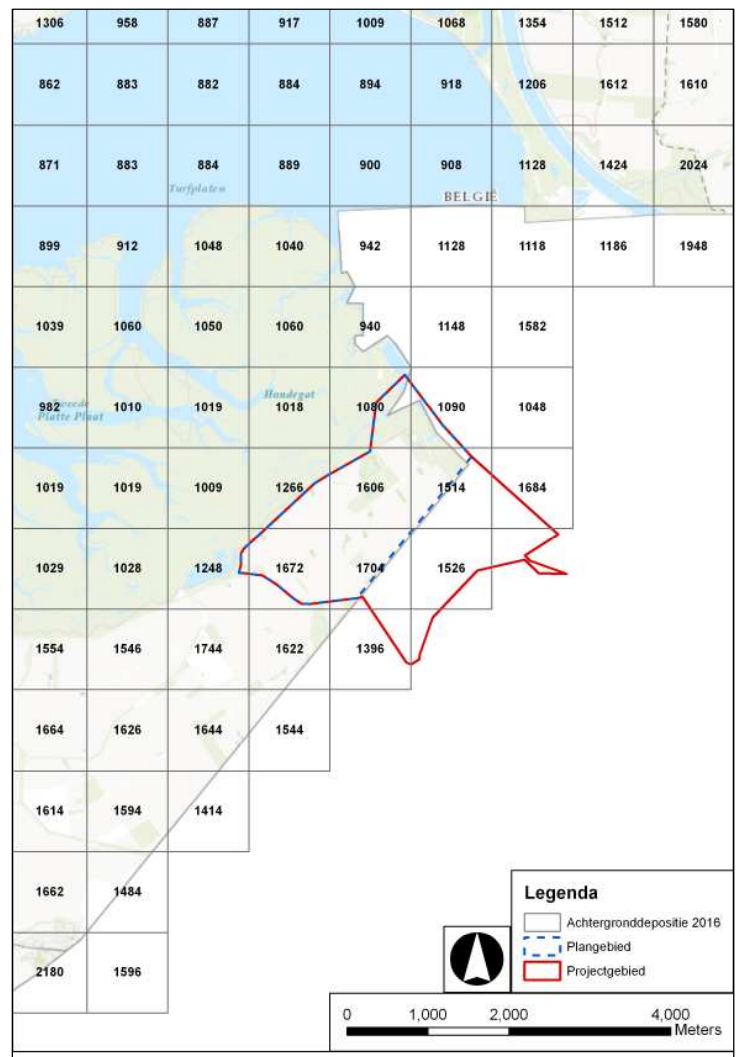 1306 958 887 917 1009 1068 1354 1512 1580
862 883 882 884 894 918 1206 1612 1610
871 883 884 889 900 908 1128 1424 2024
Turfplaten
BELGIË
899 912 1048 1040 942 1128 1118 1186 1948
1039 1060 1050 1060 940 1148 1582
Hondegat
982 1010 1019 1018 1080 1090 1048
Tweede
Platte Plaat
1019 1019 1009 1266 1606 1514 1684
1029 1028 1248 1672 1704 1526
1554 1546 1744 1622 1396
1664 1626 1644 1544
1614 1594 1414
1662 1484
2180 1596
Legenda
Achtergronddepositie 2016
Plangebied
Projectgebied
0 1,000 2,000 4,000
Meters